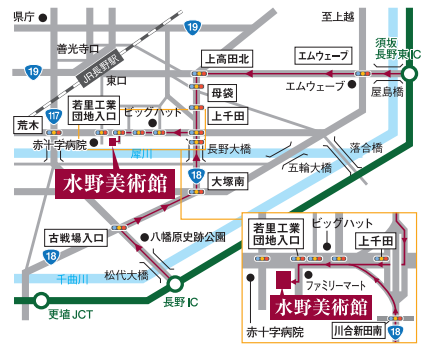 県庁
19
至上越
善光寺口
JR長野駅
須坂
長野東IC
上高田北
エムウェーブ
19
東口
エムウェーブ
屋島橋
母袋
若里工業
団地入口
ビッグハット
117
上千田
荒木
赤十字病院
長野大橋
落合橋
犀川
五輪大橋
水野美術館
18
大塚南
古戦場入口
八幡原史跡公園
18
千曲川
松代大橋
長野IC
更埴JCT
若里工業
団地入口
ビッグハット
上千田
ファミリーマート
水野美術館
赤十字病院
川合新田南
18